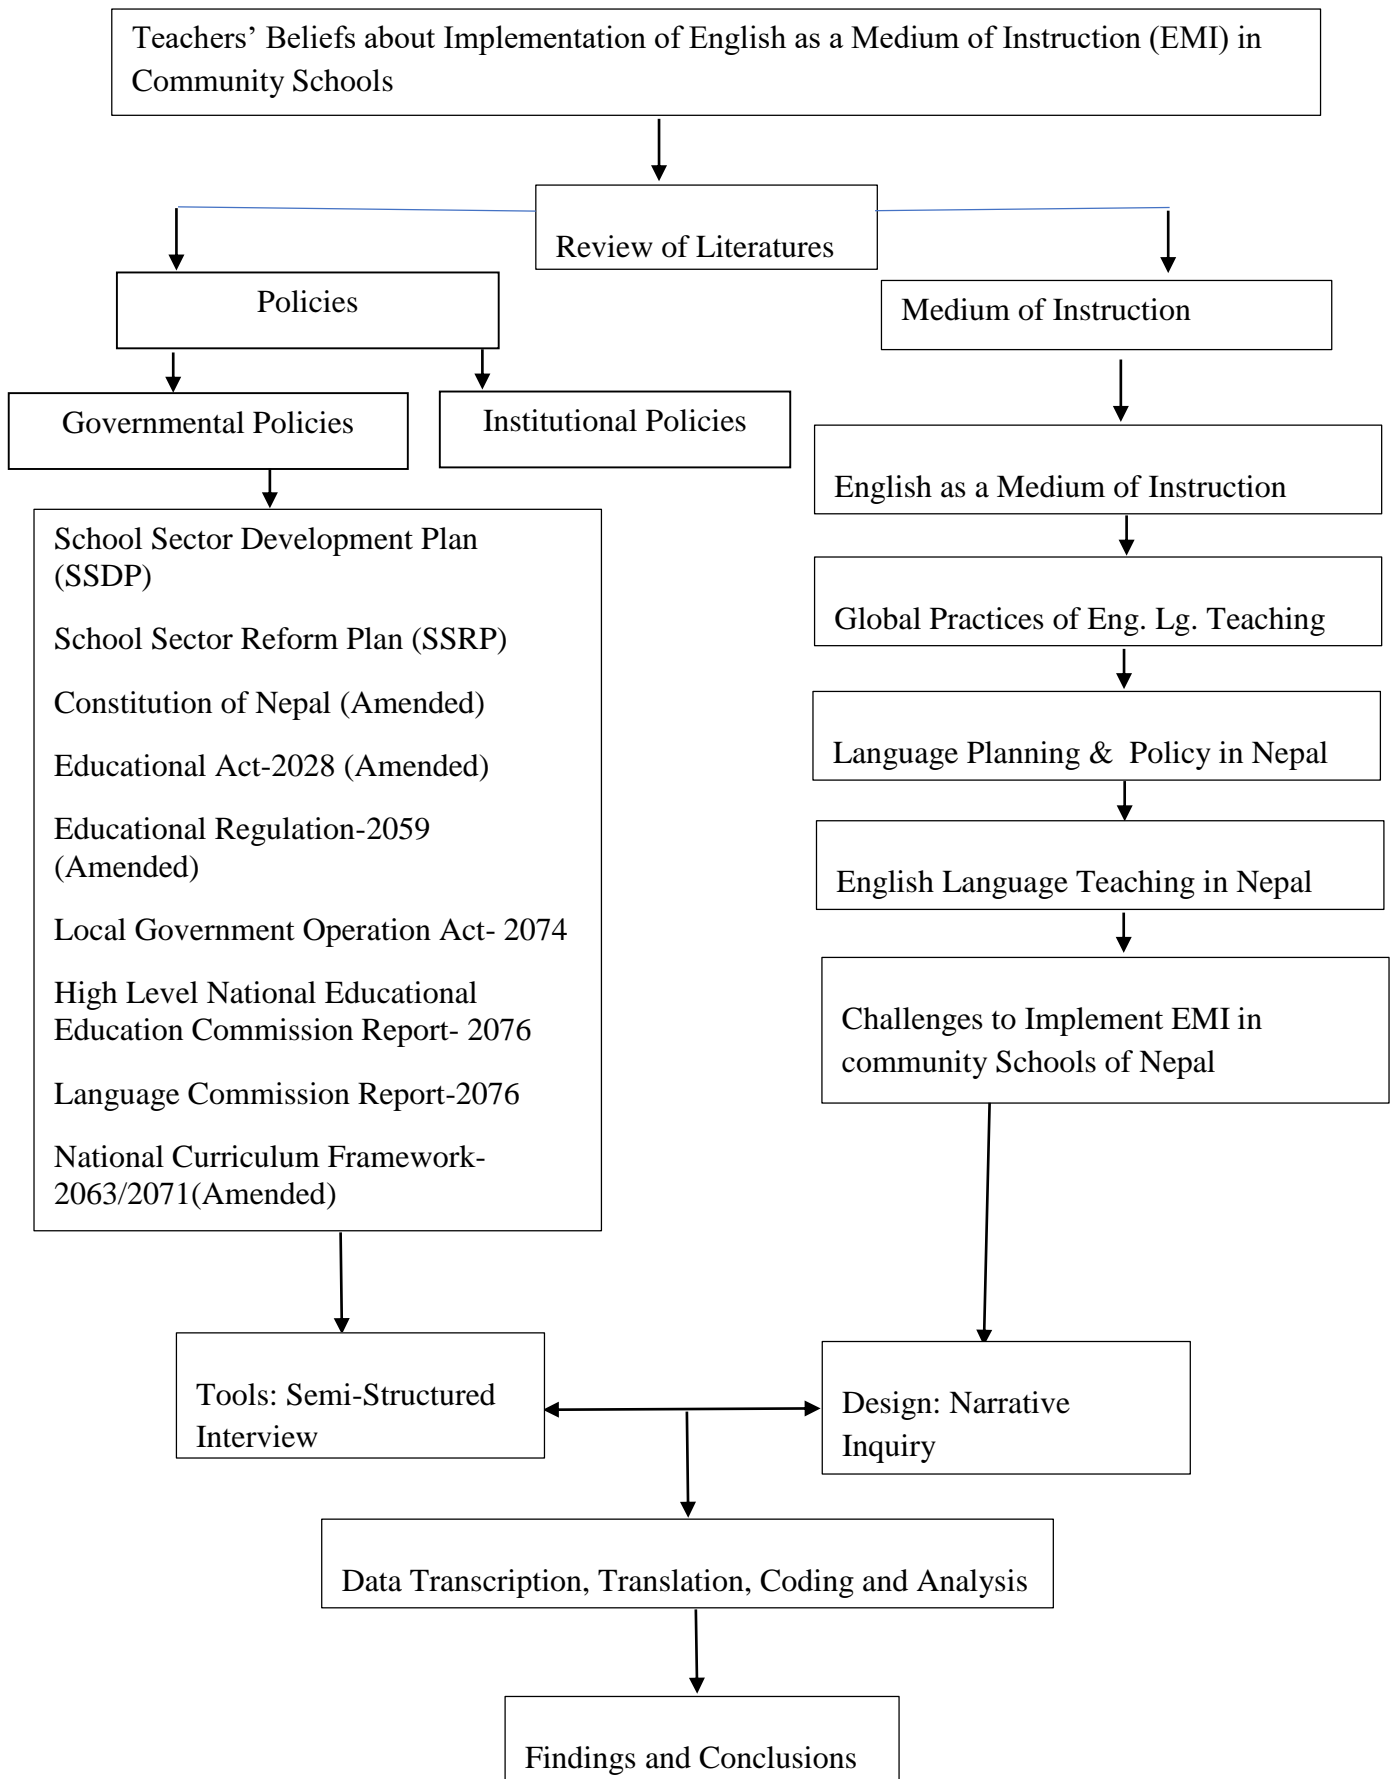 Teachers’ Beliefs about Implementation of English as a Medium of Instruction (EMI) in
Community Schools
Review of Literatures
Policies
Medium of Instruction
Governmental Policies
Institutional Policies
English as a Medium of Instruction
School Sector Development Plan
(SSDP)
School Sector Reform Plan (SSRP)
Constitution of Nepal (Amended)
Educational Act-2028 (Amended)
Educational Regulation-2059
(Amended)
Local Government Operation Act- 2074
High Level National Educational
Education Commission Report- 2076
Language Commission Report-2076
National Curriculum Framework-
2063/2071(Amended)
Global Practices of Eng. Lg. Teaching
Language Planning & Policy in Nepal
English Language Teaching in Nepal
Challenges to Implement EMI in
community Schools of Nepal
Tools: Semi-Structured
Interview
Design: Narrative
Inquiry
Data Transcription, Translation, Coding and Analysis
Findings and Conclusions